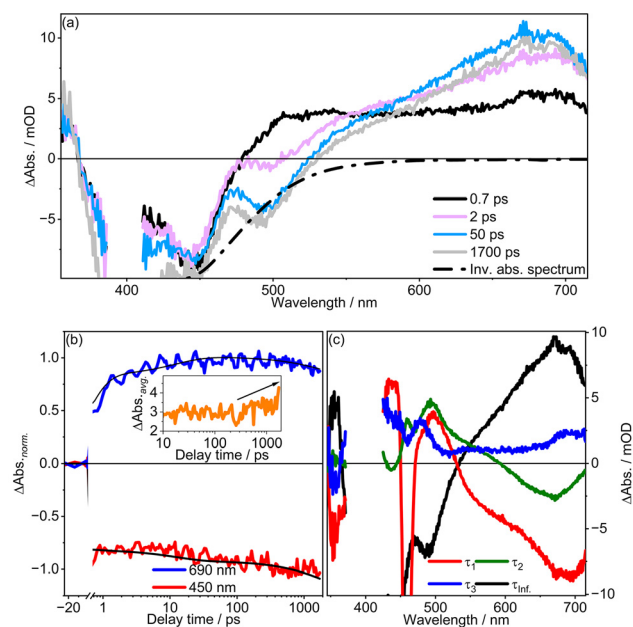 (a)
10
5
0
-5
ΔAbs. / mOD
0.7 ps
2 ps
50 ps
1700 ps
Inv. abs. spectrum
400 500 600 700
Wavelength / nm
(b)
1.0
0.5
0.0
-0.5
-1.0
ΔAbs.norm.
4
3
2
ΔAbs.avg.
10 100 1000
Delay time / ps
690 nm
450 nm
-20 1 10 100 1000
Delay time / ps
(c)
10
5
0
-5
-10
ΔAbs. / mOD
τ1 τ2
τ3 τInf.
400 500 600 700
Wavelength / nm